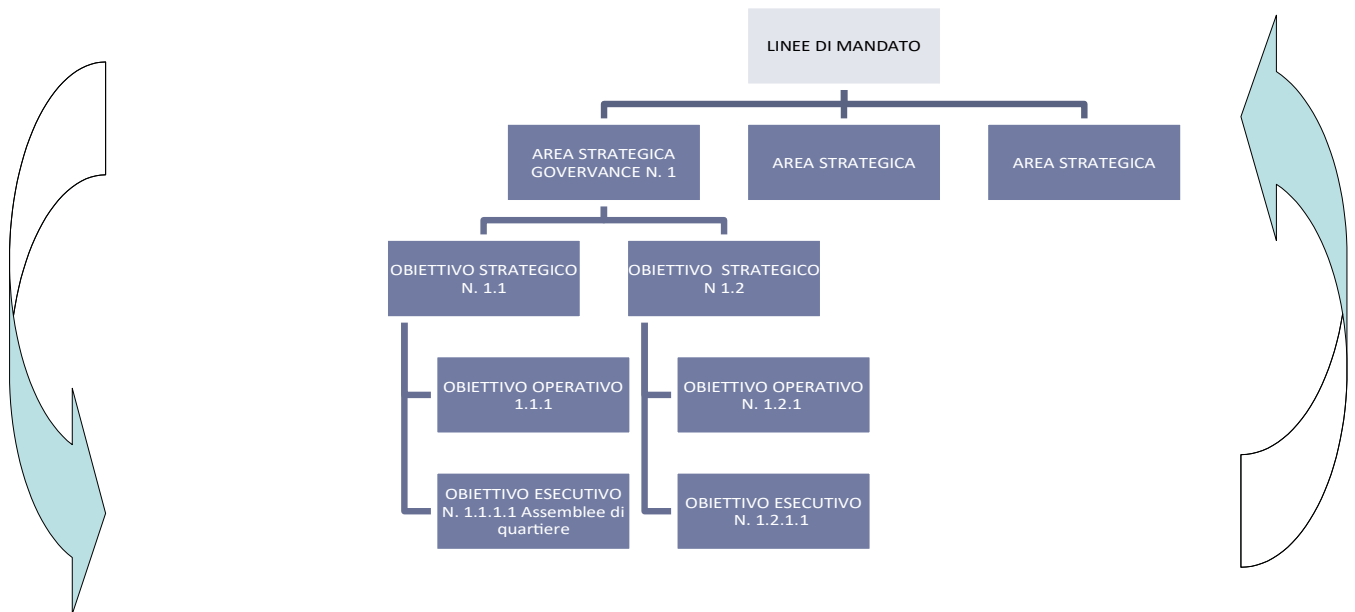 LINEE DI MANDATO
AREA STRATEGICA
GOVERVANCE N. 1
AREA STRATEGICA
AREA STRATEGICA
OBIETTIVO STRATEGICO
N. 1.1
OBIETTIVO STRATEGICO
N 1.2
OBIETTIVO OPERATIVO
1.1.1
OBIETTIVO OPERATIVO
N. 1.2.1
OBIETTIVO ESECUTIVO
N. 1.1.1.1 Assemblee di
quartiere
OBIETTIVO ESECUTIVO
N. 1.2.1.1